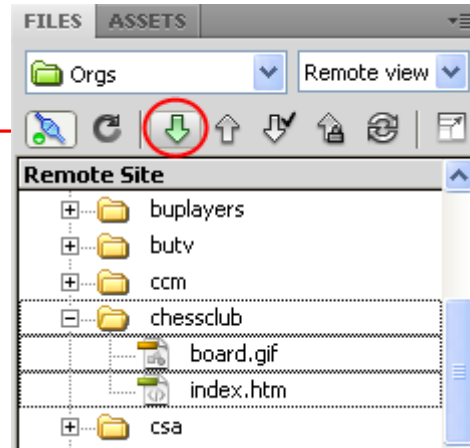 FILES ASSETS
Orgs Remote view
Remote Site
buplayers
butv
ccm
chessclub
board.gif
index.htm
csa